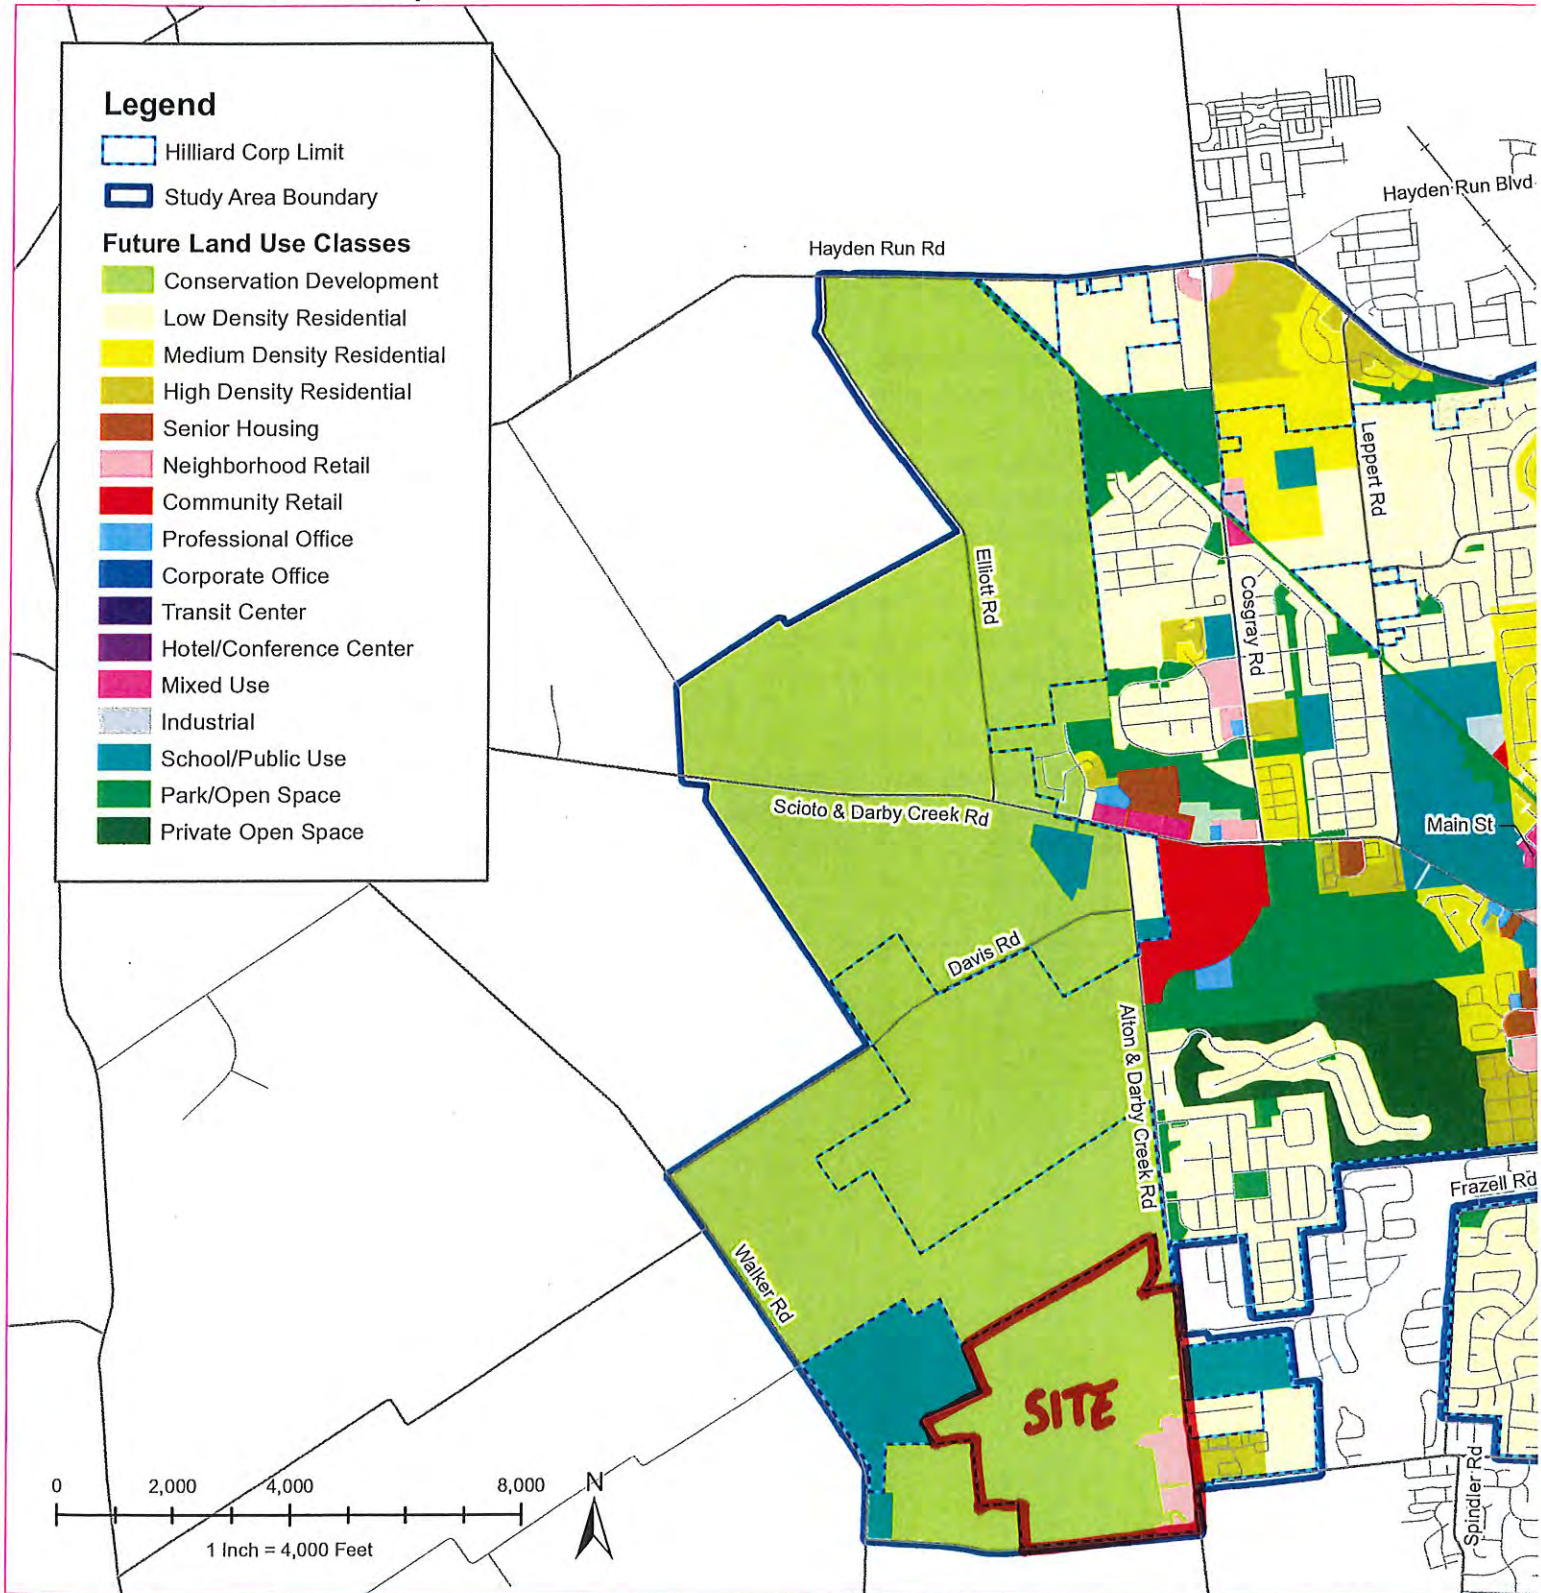 Legend
Hilliard Corp Limit
Study Area Boundary
Future Land Use Classes
Conservation Development
Low Density Residential
Medium Density Residential
High Density Residential
Senior Housing
Neighborhood Retail
Community Retail
Professional Office
Corporate Office
Transit Center
Hotel/Conference Center
Mixed Use
Industrial
School/Public Use
Park/Open Space
Private Open Space
Hayden Run Blvd
Hayden Run Rd
Leppert Rd
Elliott Rd
Cosgray Rd
Scioto & Darby Creek Rd
Main St
Davis Rd
Alton & Darby Creek Rd
Frazell Rd
Walker Rd
SITE
Spindler Rd
0 2,000 4,000 8,000
N
1 Inch = 4,000 Feet